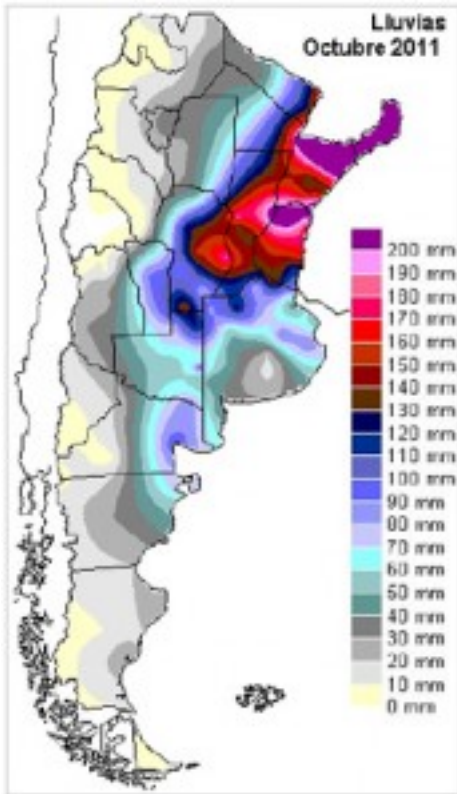 Lluvias
Octubre 2011
200 mm
190 mm
180 mm
170 mm
160 mm
150 mm
140 mm
130 mm
120 mm
110 mm
100 mm
90 mm
80 mm
70 mm
60 mm
50 mm
40 mm
30 mm
20 mm
10 mm
0 mm